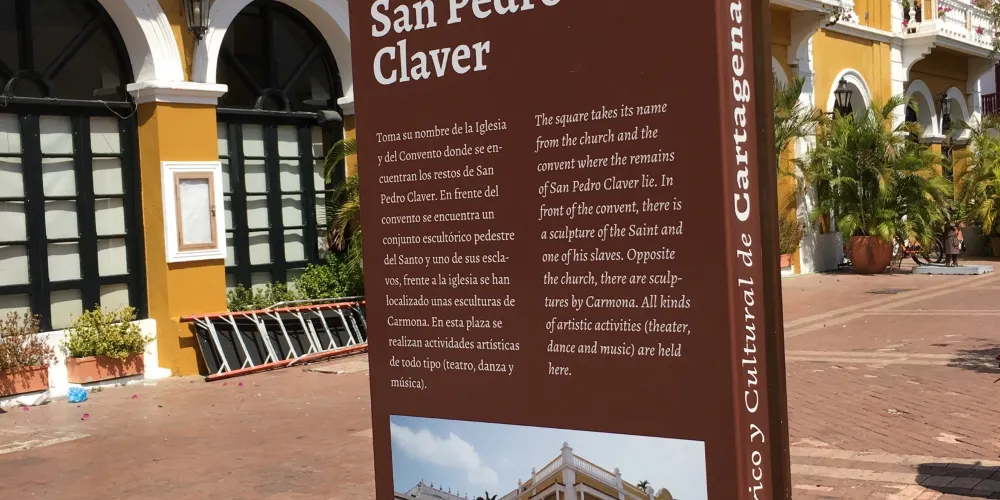 San Pedro
Claver
Toma su nombre de la Iglesia
y del Convento donde se en-
cuentran los restos de
San Pedro Claver. En frente del
convento se encuentra un
conjunto escultórico pedestre
del Santo y uno de sus escla-
vos, frente a la iglesia se han
localizado unas esculturas de
Carmona. En esta plaza se
realizan actividades artísticas
de todo tipo (teatro, danza y
música).
The square takes its name
from the church and the
convent where the remains
of San Pedro Claver lie. In
front of the convent, there is
a sculpture of the Saint and
one of his slaves. Opposite
the church, there are sculp-
tures by Carmona. All kinds
of artistic activities (theater,
dance and music) are held
here.
rico y Cultural de Cartagena